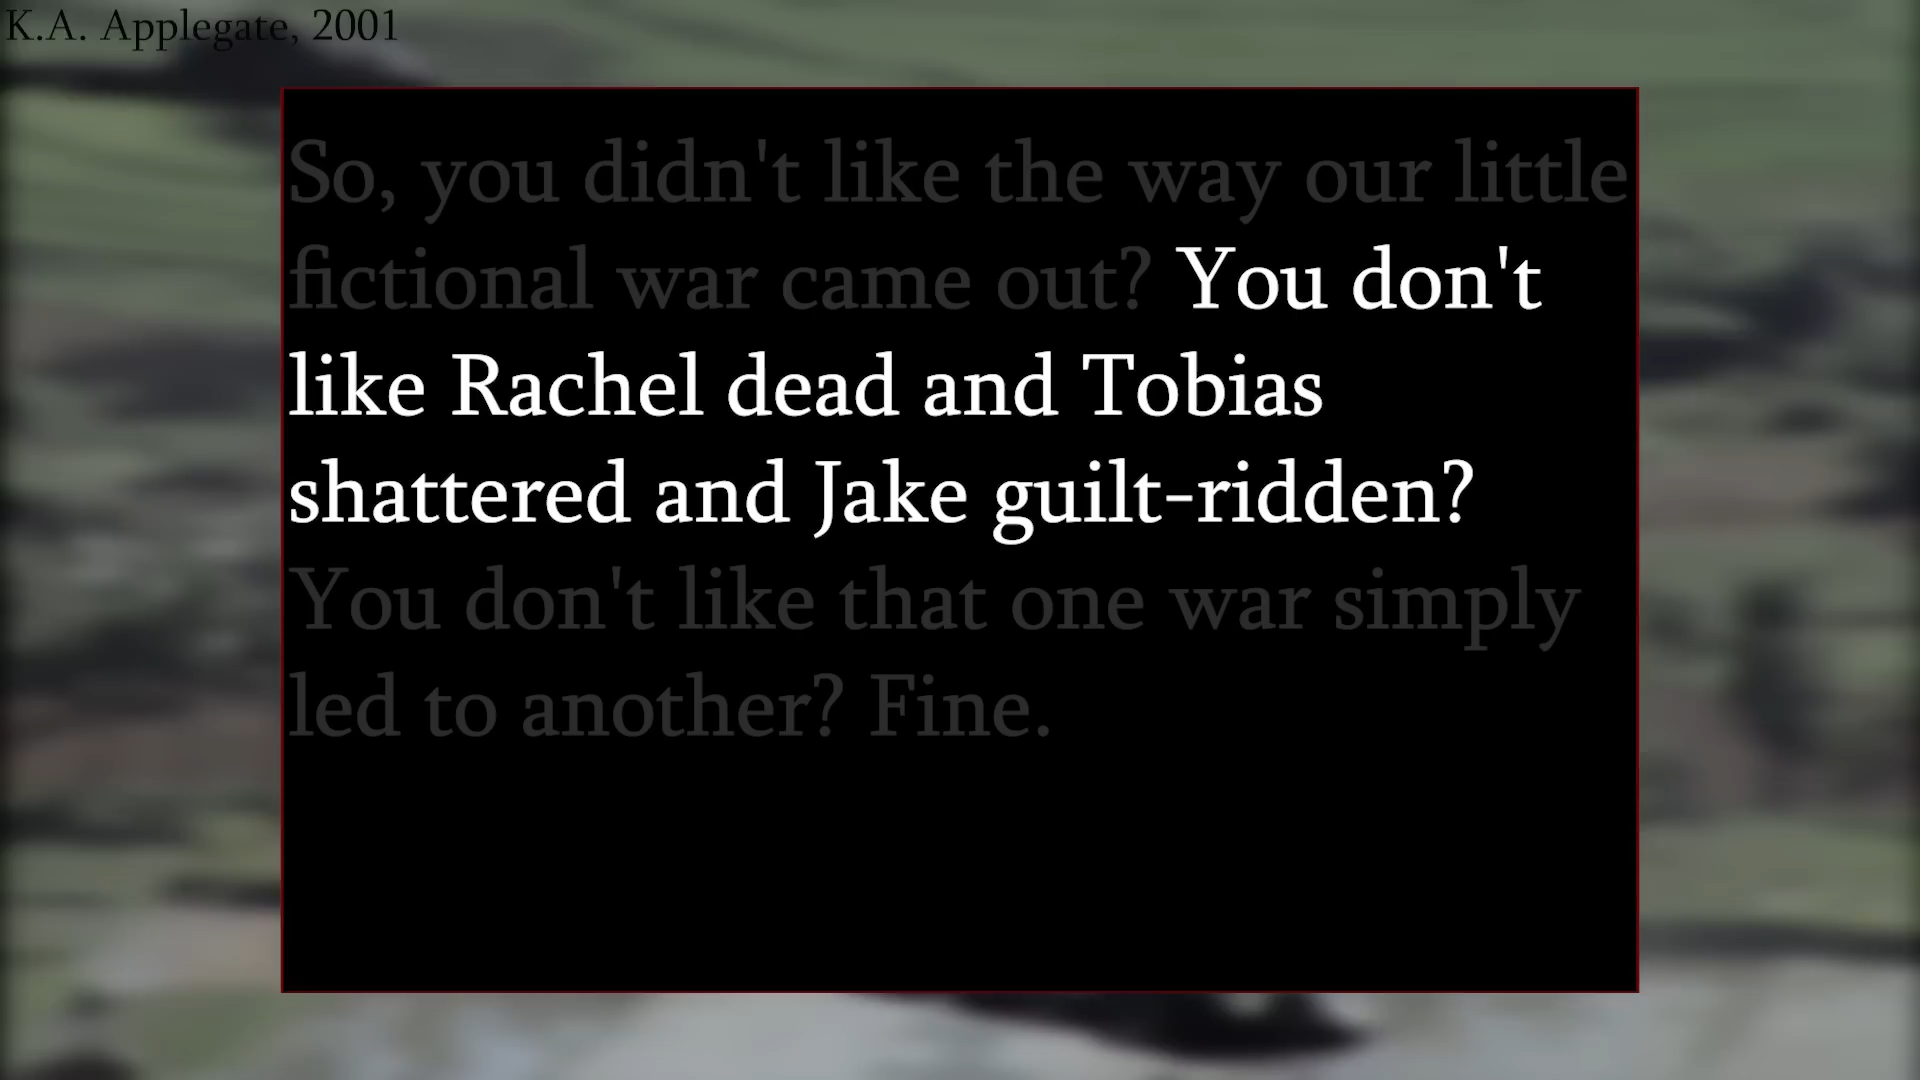 K.A. Applegate, 2001
So, you didn't like the way our little
fictional war came out? You don't
like Rachel dead and Tobias
shattered and Jake guilt-ridden?
You don't like that one war simply
led to another? Fine.